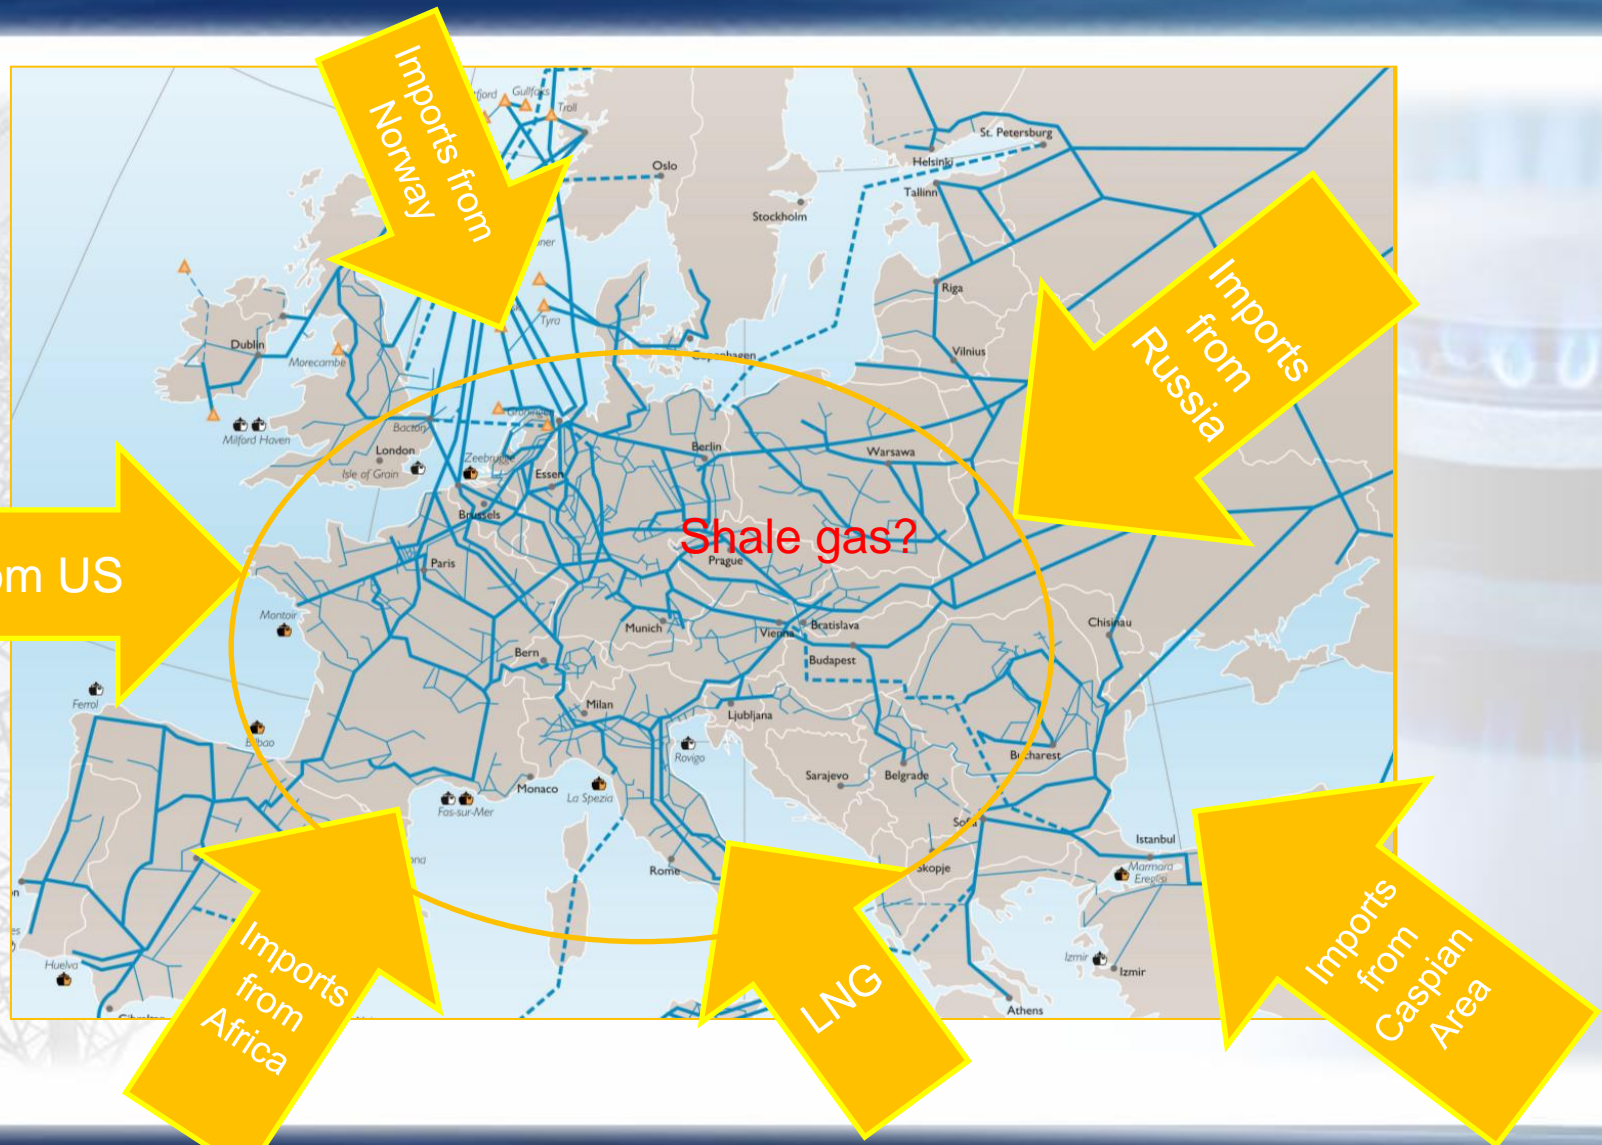 Imports from
Norway
Gullfaks
Troll
Oslo
St. Petersburg
Helsinki
Tallinn
Stockholm
Imports
from
Russia
Riga
Tyra
Dublin
Morecambe
Copenhagen
Vilnius
Groningen
Milford Haven
Bacton
London
Isle of Grain
Zeebrugge
Essen
Berlin
Warsawa
Brussels
Shale gas?
Prague
Paris
US
Montoir
Munich
Vienna
Bratislava
Chisinau
Bern
Budapest
Ferrol
Milan
Ljubljana
Bilbao
Rovigo
Bucharest
Sarajevo
Belgrade
Monaco
La Spezia
Fos-sur-Mer
Sofia
Istanbul
Rome
Skopje
Marmara
Ereglisi
Imports
from
Africa
LNG
Imports
from
Caspian
Area
Huelva
Izmir
Izmir
Athens